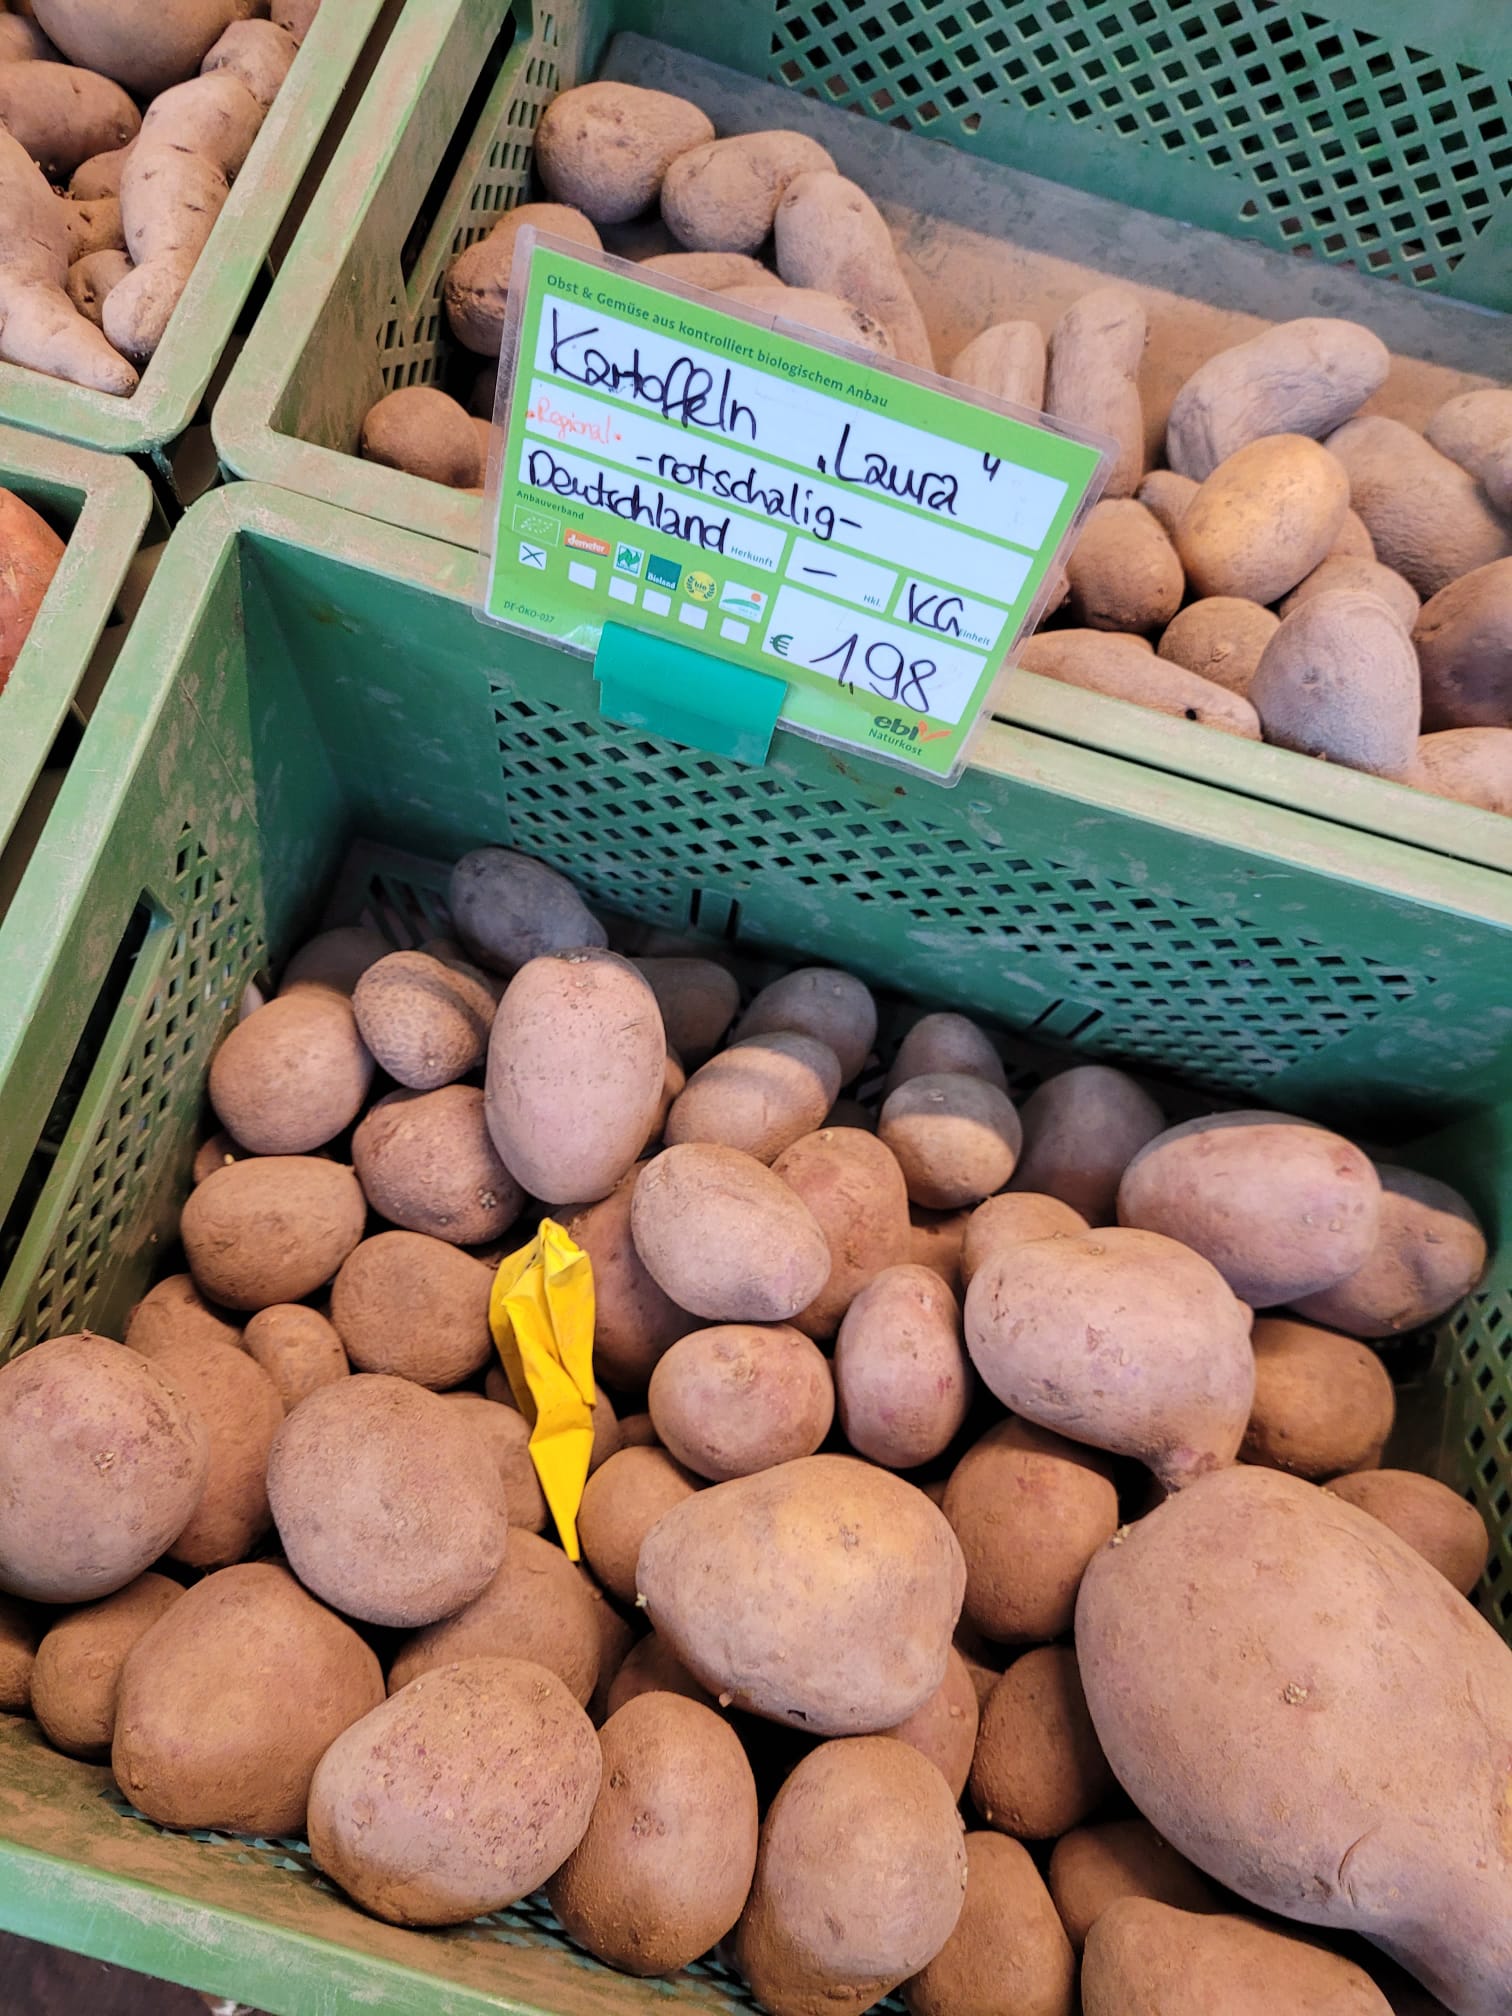 Obst & Gemüse aus kontrolliert biologischem Anbau
Kartoffeln „Laura"
.Regional. -rotschalig-
Deutschland Herkunft
– Hkl.
KG Einheit
Anbauverband
demeter
Bioland
bio
DE-ÖKO-037
€ 1,98
ebl
Naturkost